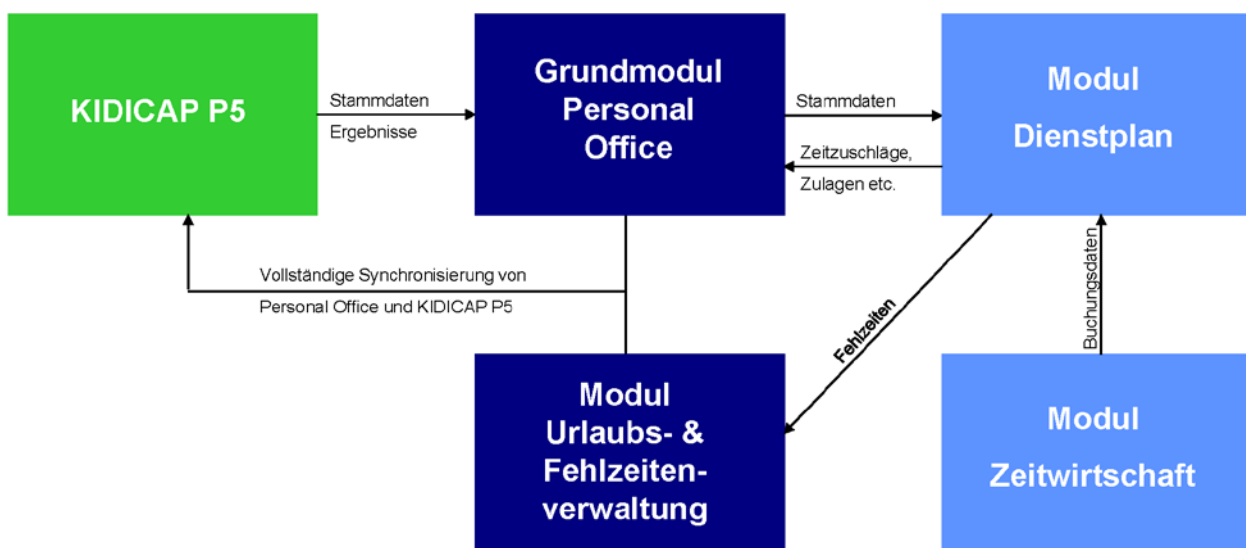 KIDICAP P5
Stammdaten
Ergebnisse
Grundmodul
Personal
Office
Stammdaten
Zeitzuschläge,
Zulagen etc.
Modul
Dienstplan
Vollständige Synchronisierung von
Personal Office und KIDICAP P5
Fehlzeiten
Buchungsdaten
Modul
Urlaubs- &
Fehlzeiten-
verwaltung
Modul
Zeitwirtschaft